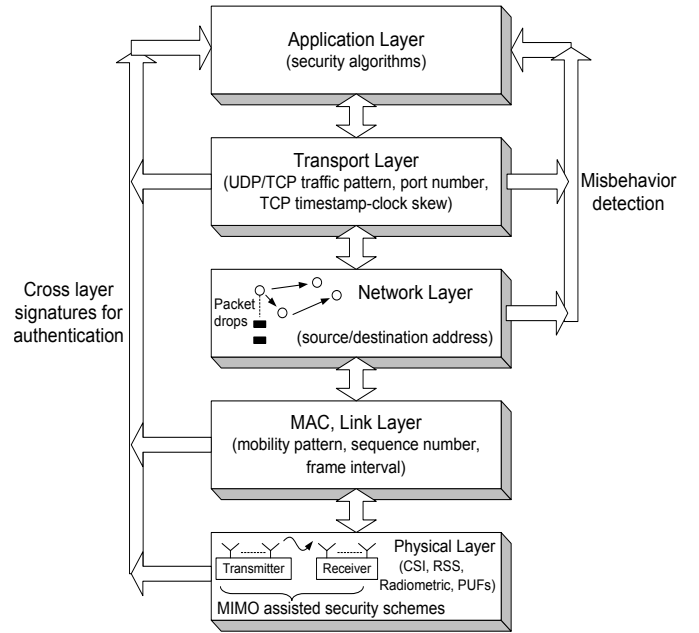 Application Layer
(security algorithms)
Transport Layer
(UDP/TCP traffic pattern, port number,
TCP timestamp-clock skew)
Misbehavior
detection
Cross layer
signatures for
authentication
Packet
drops
Network Layer
(source/destination address)
MAC, Link Layer
(mobility pattern, sequence number,
frame interval)
Transmitter
Receiver
Physical Layer
(CSI, RSS,
Radiometric, PUFs)
MIMO assisted security schemes